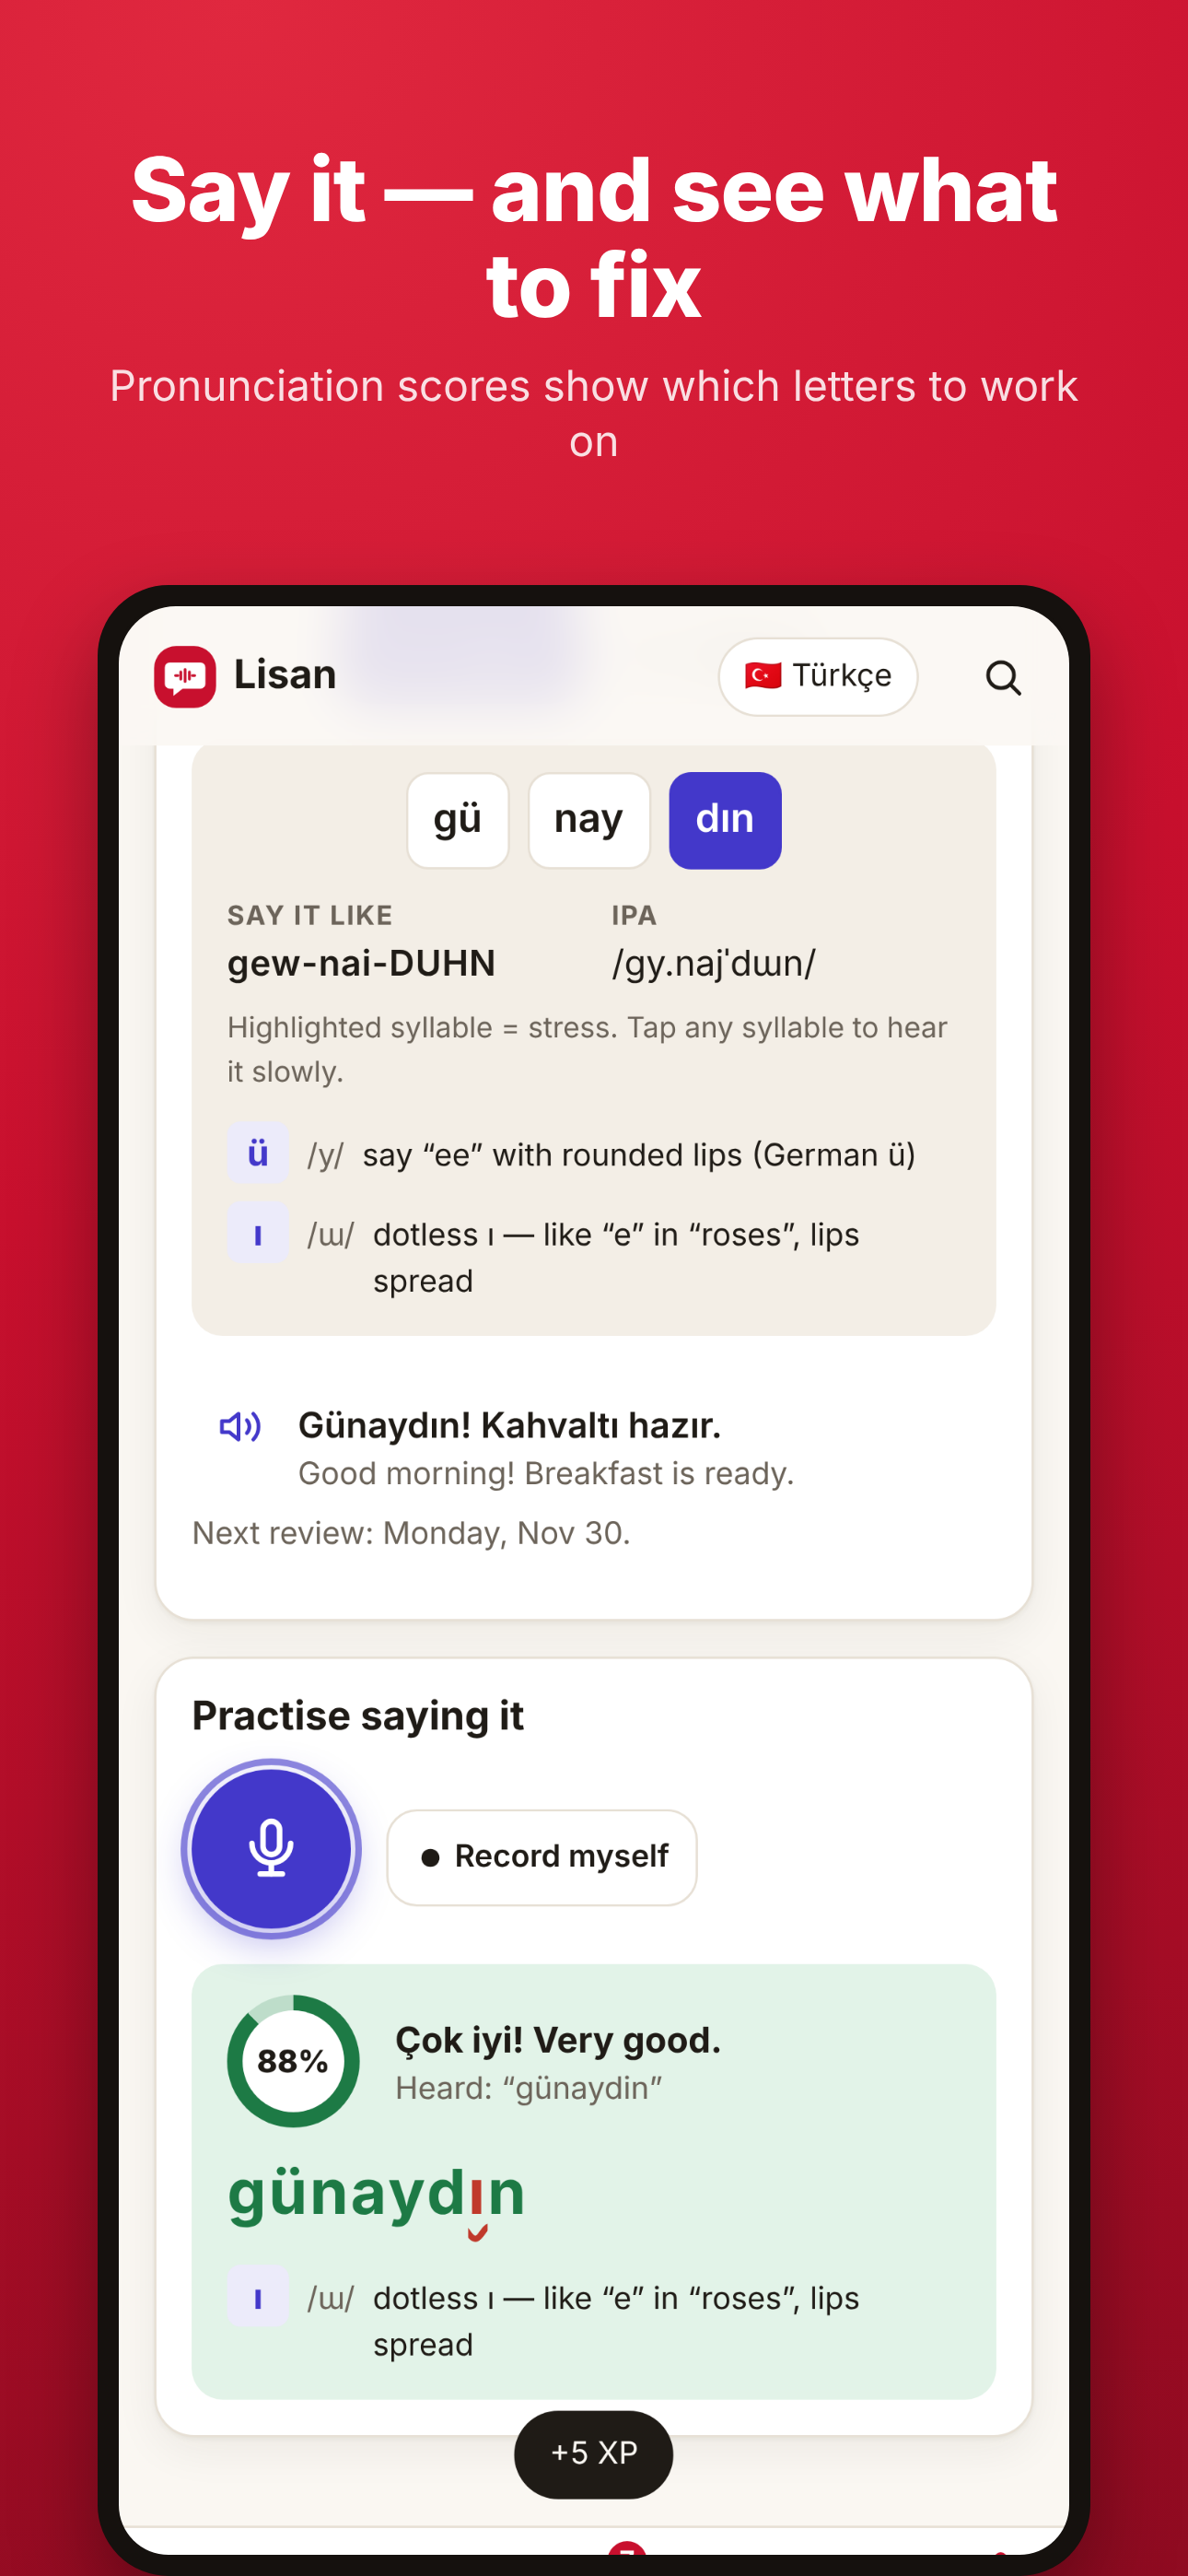 Say it — and see what
to fix
Pronunciation scores show which letters to work
on
Lisan
🇹🇷 Türkçe
gü nay dın
SAY IT LIKE
IPA
gew-nai-DUHN
/gy.najˈdɯn/
Highlighted syllable = stress. Tap any syllable to hear
it slowly.
ü /y/ say “ee” with rounded lips (German ü)
ı /ɯ/ dotless ı — like “e” in “roses”, lips
spread
Günaydın! Kahvaltı hazır.
Good morning! Breakfast is ready.
Next review: Monday, Nov 30.
Practise saying it
Record myself
88%
Çok iyi! Very good.
Heard: “günaydin”
günaydın
ı /ɯ/ dotless ı — like “e” in “roses”, lips
spread
+5 XP